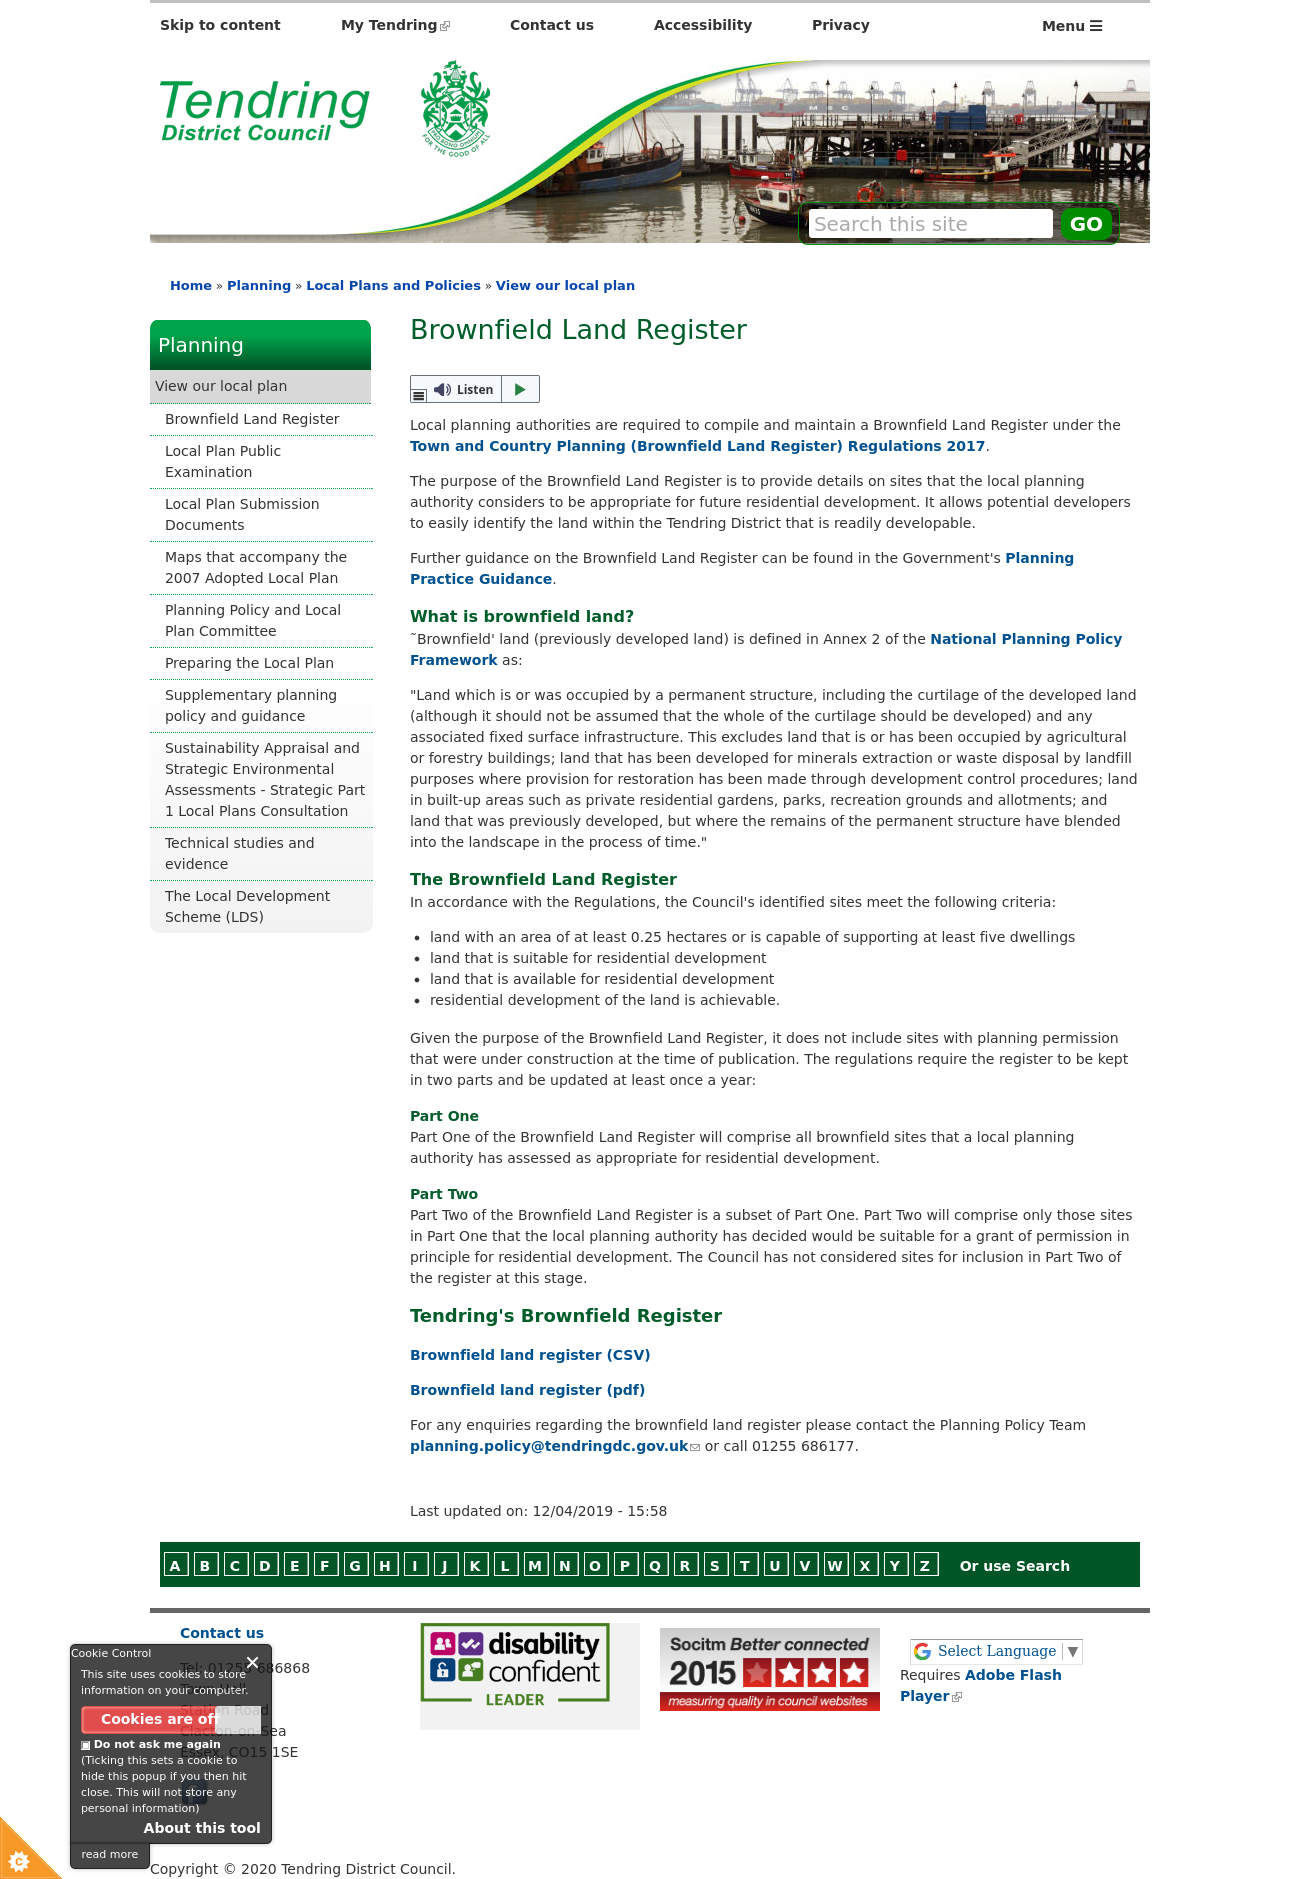 Skip to content
My Tendring
Contact us
Accessibility
Privacy
Menu
Tendring
District Council
PRO BONO OMNIUM
FOR THE GOOD OF ALL
Search this site
GO
Home » Planning » Local Plans and Policies » View our local plan
Planning
View our local plan
Brownfield Land Register
Local Plan Public
Examination
Local Plan Submission
Documents
Maps that accompany the
2007 Adopted Local Plan
Planning Policy and Local
Plan Committee
Preparing the Local Plan
Supplementary planning
policy and guidance
Sustainability Appraisal and
Strategic Environmental
Assessments - Strategic Part
1 Local Plans Consultation
Technical studies and
evidence
The Local Development
Scheme (LDS)
Brownfield Land Register
Listen
Local planning authorities are required to compile and maintain a Brownfield Land Register under the
Town and Country Planning (Brownfield Land Register) Regulations 2017.
The purpose of the Brownfield Land Register is to provide details on sites that the local planning
authority considers to be appropriate for future residential development. It allows potential developers
to easily identify the land within the Tendring District that is readily developable.
Further guidance on the Brownfield Land Register can be found in the Government's Planning
Practice Guidance.
What is brownfield land?
˜Brownfield' land (previously developed land) is defined in Annex 2 of the National Planning Policy
Framework as:
"Land which is or was occupied by a permanent structure, including the curtilage of the developed land
(although it should not be assumed that the whole of the curtilage should be developed) and any
associated fixed surface infrastructure. This excludes land that is or has been occupied by agricultural
or forestry buildings; land that has been developed for minerals extraction or waste disposal by landfill
purposes where provision for restoration has been made through development control procedures; land
in built-up areas such as private residential gardens, parks, recreation grounds and allotments; and
land that was previously developed, but where the remains of the permanent structure have blended
into the landscape in the process of time."
The Brownfield Land Register
In accordance with the Regulations, the Council's identified sites meet the following criteria:
• land with an area of at least 0.25 hectares or is capable of supporting at least five dwellings
• land that is suitable for residential development
• land that is available for residential development
• residential development of the land is achievable.
Given the purpose of the Brownfield Land Register, it does not include sites with planning permission
that were under construction at the time of publication. The regulations require the register to be kept
in two parts and be updated at least once a year:
Part One
Part One of the Brownfield Land Register will comprise all brownfield sites that a local planning
authority has assessed as appropriate for residential development.
Part Two
Part Two of the Brownfield Land Register is a subset of Part One. Part Two will comprise only those sites
in Part One that the local planning authority has decided would be suitable for a grant of permission in
principle for residential development. The Council has not considered sites for inclusion in Part Two of
the register at this stage.
Tendring's Brownfield Register
Brownfield land register (CSV)
Brownfield land register (pdf)
For any enquiries regarding the brownfield land register please contact the Planning Policy Team
planning.policy@tendringdc.gov.uk or call 01255 686177.
Last updated on: 12/04/2019 - 15:58
A B C D E F G H I J K L M N O P Q R S T U V W X Y Z Or use Search
Contact us
Tel: 01255 686868
Town Hall
Station Road
Clacton-on-Sea
Essex, CO15 1SE
Cookie Control
This site uses cookies to store
information on your computer.
Cookies are off
Do not ask me again
(Ticking this sets a cookie to
hide this popup if you then hit
close. This will not store any
personal information)
About this tool
read more
disability
confident
LEADER
Socitm Better connected
2015
measuring quality in council websites
Select Language ▼
Requires Adobe Flash
Player
Copyright © 2020 Tendring District Council.